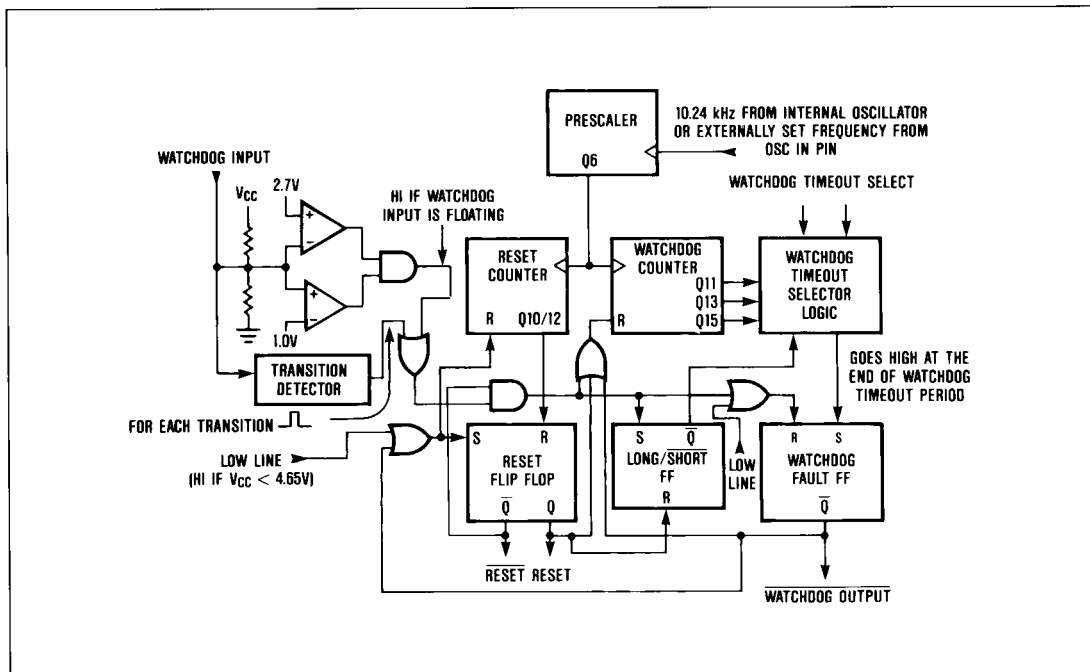 PRESCALER
Q6
10.24 kHz FROM INTERNAL OSCILLATOR
OR EXTERNALLY SET FREQUENCY FROM
OSC IN PIN
WATCHDOG INPUT
VCC
2.7V
+
−
+
−
1.0V
HI IF WATCHDOG
INPUT IS FLOATING
WATCHDOG TIMEOUT SELECT
RESET
COUNTER
R
Q10/12
WATCHDOG
COUNTER
Q11
Q13
Q15
R
WATCHDOG
TIMEOUT
SELECTOR
LOGIC
TRANSITION
DETECTOR
GOES HIGH AT THE
END OF WATCHDOG
TIMEOUT PERIOD
FOR EACH TRANSITION
LOW LINE
(HI IF VCC < 4.65V)
S
R
RESET
FLIP FLOP
Q̅
Q
S
Q̅
LONG/S̅H̅O̅R̅T̅
FF
R
LOW
LINE
R
S
WATCHDOG
FAULT FF
Q̅
R̅E̅S̅E̅T̅ RESET
W̅A̅T̅C̅H̅D̅O̅G̅ O̅U̅T̅P̅U̅T̅